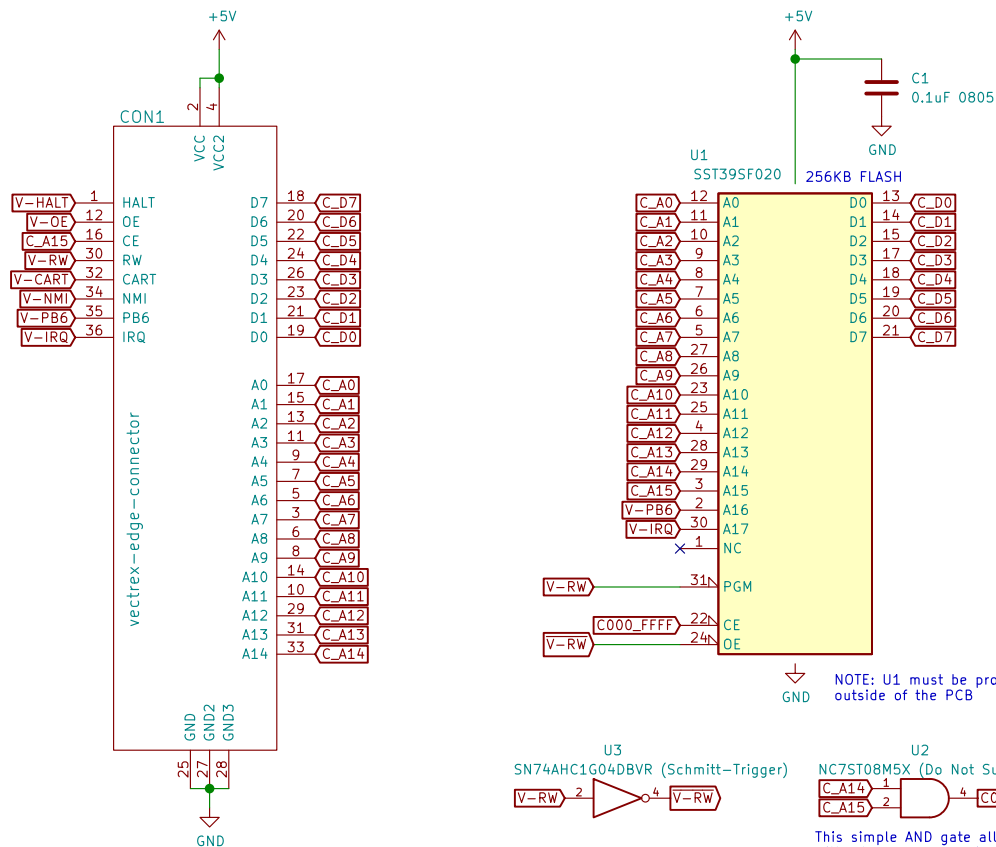 +5V
CON1
2
4
VCC
VCC2
V-HALT 1 HALT D7 18 C_D7
V-OE 12 OE D6 20 C_D6
C_A15 16 CE D5 22 C_D5
V-RW 30 RW D4 24 C_D4
V-CART 32 CART D3 26 C_D3
V-NMI 34 NMI D2 23 C_D2
V-PB6 35 PB6 D1 21 C_D1
V-IRQ 36 IRQ D0 19 C_D0
A0 17 C_A0
A1 15 C_A1
A2 13 C_A2
A3 11 C_A3
A4 9 C_A4
A5 7 C_A5
A6 5 C_A6
A7 3 C_A7
A8 6 C_A8
A9 8 C_A9
A10 14 C_A10
A11 10 C_A11
A12 29 C_A12
A13 31 C_A13
A14 33 C_A14
vectrex-edge-connector
GND
GND2
GND3
25
27
28
GND
+5V
C1
0.1uF 0805
GND
U1
SST39SF020 256KB FLASH
C_A0 12 A0 D0 13 C_D0
C_A1 11 A1 D1 14 C_D1
C_A2 10 A2 D2 15 C_D2
C_A3 9 A3 D3 17 C_D3
C_A4 8 A4 D4 18 C_D4
C_A5 7 A5 D5 19 C_D5
C_A6 6 A6 D6 20 C_D6
C_A7 5 A7 D7 21 C_D7
C_A8 27 A8
C_A9 26 A9
C_A10 23 A10
C_A11 25 A11
C_A12 4 A12
C_A13 28 A13
C_A14 29 A14
C_A15 3 A15
V-PB6 2 A16
V-IRQ 30 A17
1 NC
V-RW 31 PGM
C000_FFFF 22 CE
V-RW 24 OE
GND
NOTE: U1 must be pro
outside of the PCB
U3
SN74AHC1G04DBVR (Schmitt-Trigger)
V-RW 2 4 V-RW
U2
NC7ST08M5X (Do Not Su
C_A14 1
C_A15 2
4 C0
This simple AND gate all